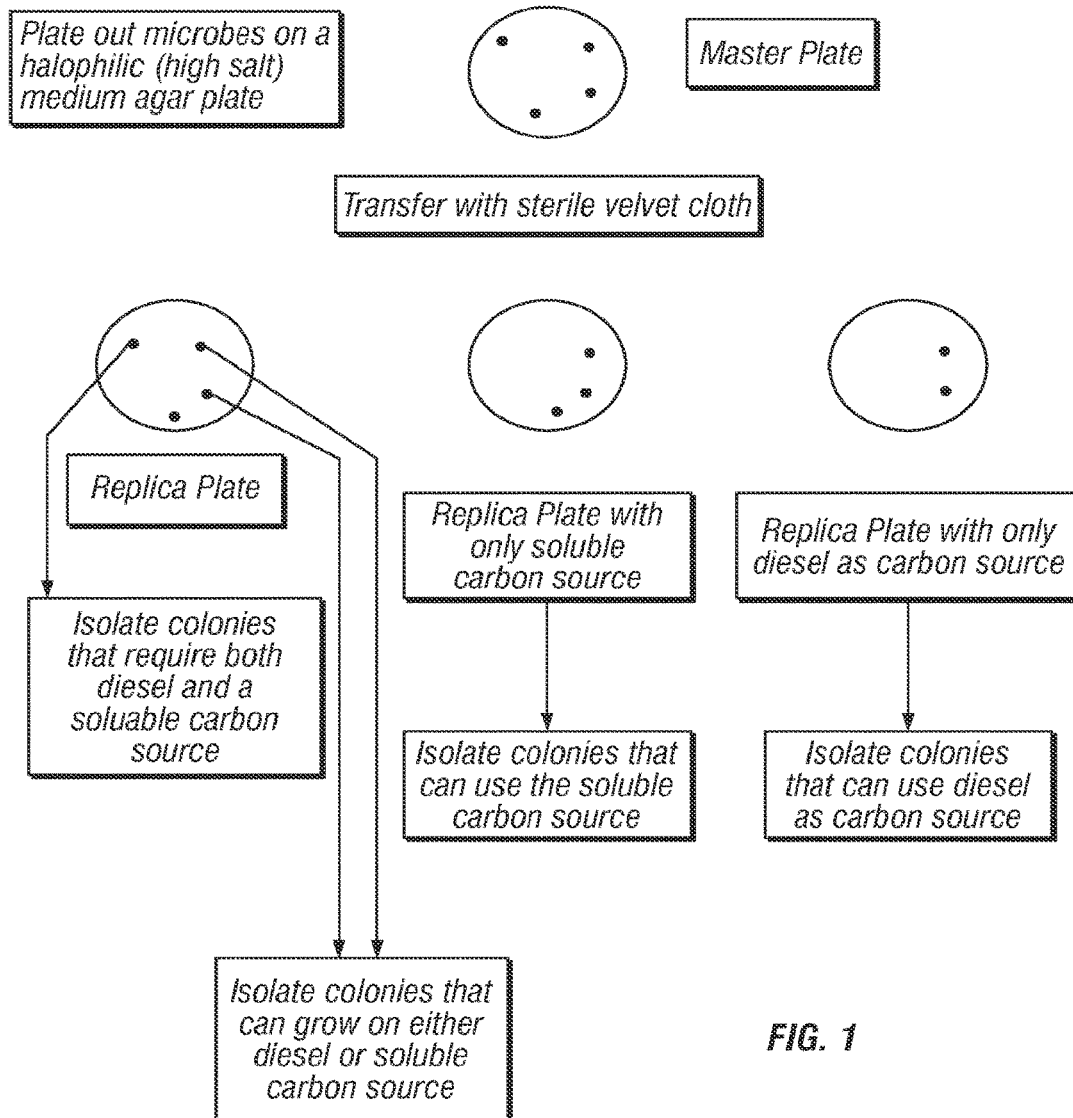 Plate out microbes on a
halophilic (high salt)
medium agar plate
Master Plate
Transfer with sterile velvet cloth
Replica Plate
Replica Plate with
only soluble
carbon source
Replica Plate with only
diesel as carbon source
Isolate colonies
that require both
diesel and a
soluable carbon
source
Isolate colonies that
can use the soluble
carbon source
Isolate colonies
that can use diesel
as carbon source
Isolate colonies that
can grow on either
diesel or soluble
carbon source
FIG. 1